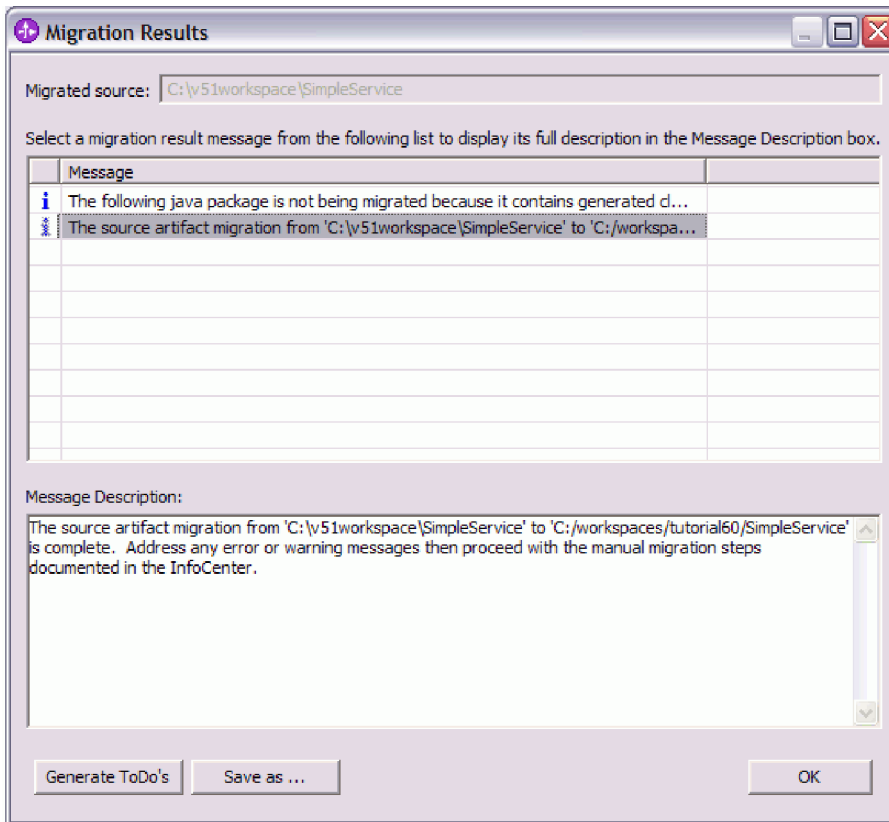 Migration Results
Migrated source: C:\v51workspace\SimpleService
Select a migration result message from the following list to display its full description in the Message Description box.
Message
The following java package is not being migrated because it contains generated cl...
The source artifact migration from 'C:\v51workspace\SimpleService' to 'C:/workspa...
Message Description:
The source artifact migration from 'C:\v51workspace\SimpleService' to 'C:/workspaces/tutorial60/SimpleService'
is complete. Address any error or warning messages then proceed with the manual migration steps
documented in the InfoCenter.
Generate ToDo's Save as ... OK